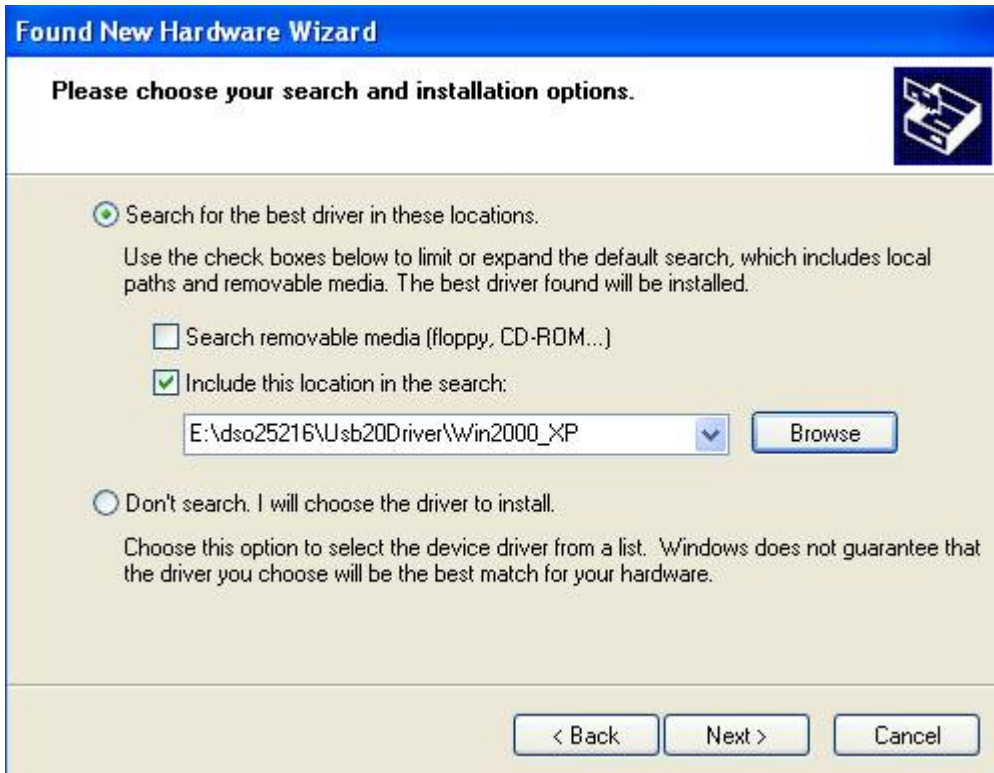 Found New Hardware Wizard
Please choose your search and installation options.
Search for the best driver in these locations.
Use the check boxes below to limit or expand the default search, which includes local
paths and removable media. The best driver found will be installed.
Search removable media (floppy, CD-ROM...)
Include this location in the search:
E:\dso25216\Usb20Driver\Win2000_XP
Browse
Don't search. I will choose the driver to install.
Choose this option to select the device driver from a list. Windows does not guarantee that
the driver you choose will be the best match for your hardware.
< Back Next > Cancel